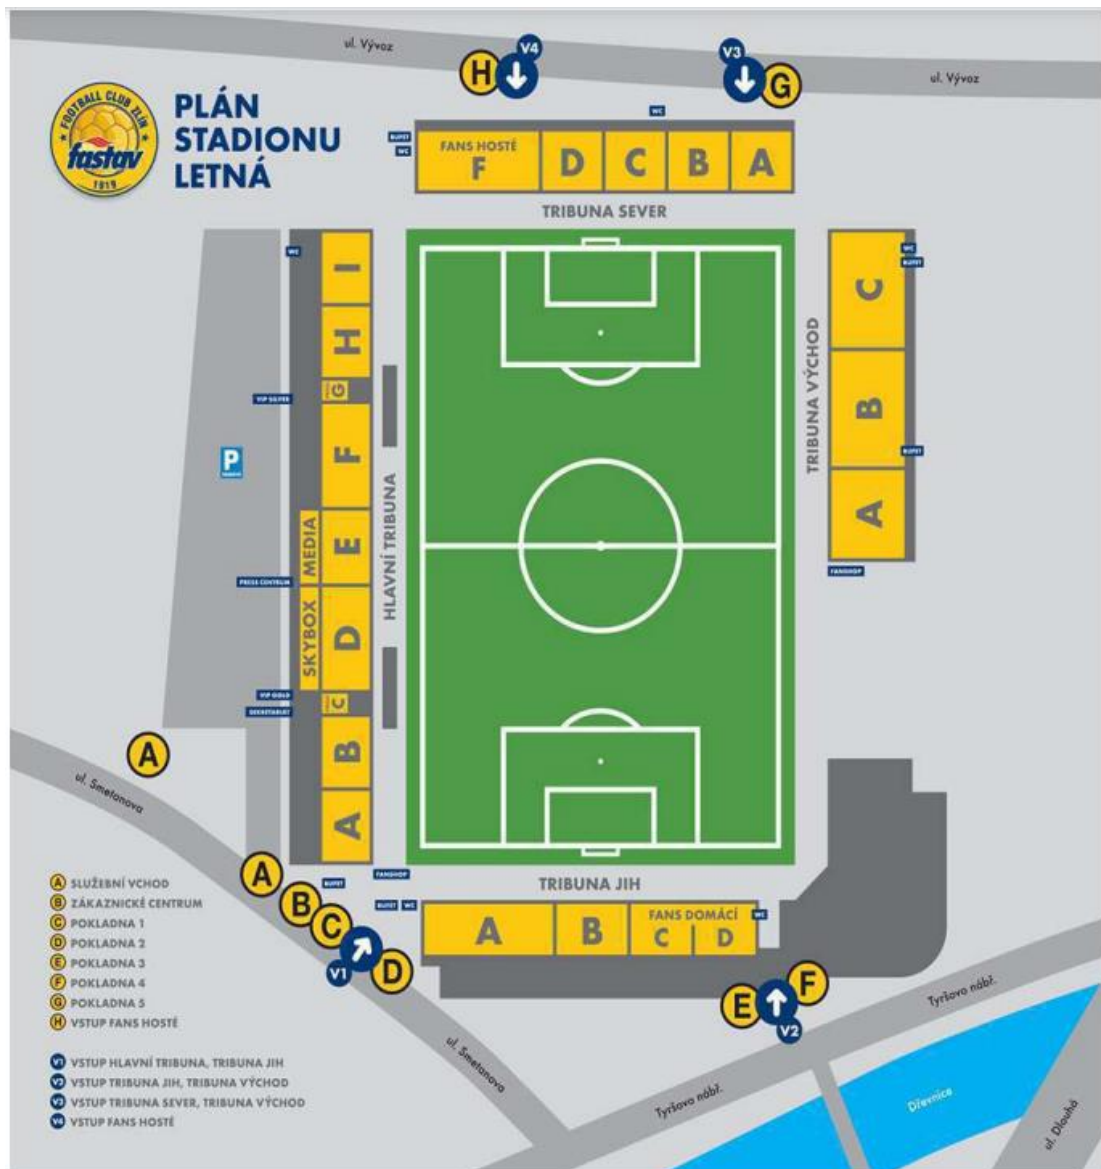 ul. Vývoz
H
V4
V3
G
ul. Vývoz
FOOTBALL CLUB ZLÍN
fastav
1919
PLÁN
STADIONU
LETNÁ
WC
BUFET
WC
FANS HOSTÉ
F
D
C
B
A
TRIBUNA SEVER
WC
I
H
G
VIP SILVER
F
P
MEDIA
E
PRESS CENTRUM
SKYBOX
D
VIP GOLD
SEKRETARIÁT
C
B
A
HLAVNÍ TRIBUNA
TRIBUNA VÝCHOD
C
WC
BUFET
B
BUFET
A
FANSHOP
A
ul. Smetanova
A
B
C
V1
D
BUFET
FANSHOP
BUFET
WC
TRIBUNA JIH
A
B
FANS DOMÁCÍ
C
D
WC
E
F
V2
Tyršovo nábř.
ul. Smetanova
Tyršovo nábř.
Dřevnice
ul. Dlouhá
A SLUŽEBNÍ VCHOD
B ZÁKAZNICKÉ CENTRUM
C POKLADNA 1
D POKLADNA 2
E POKLADNA 3
F POKLADNA 4
G POKLADNA 5
H VSTUP FANS HOSTÉ
V1 VSTUP HLAVNÍ TRIBUNA, TRIBUNA JIH
V2 VSTUP TRIBUNA JIH, TRIBUNA VÝCHOD
V3 VSTUP TRIBUNA SEVER, TRIBUNA VÝCHOD
V4 VSTUP FANS HOSTÉ